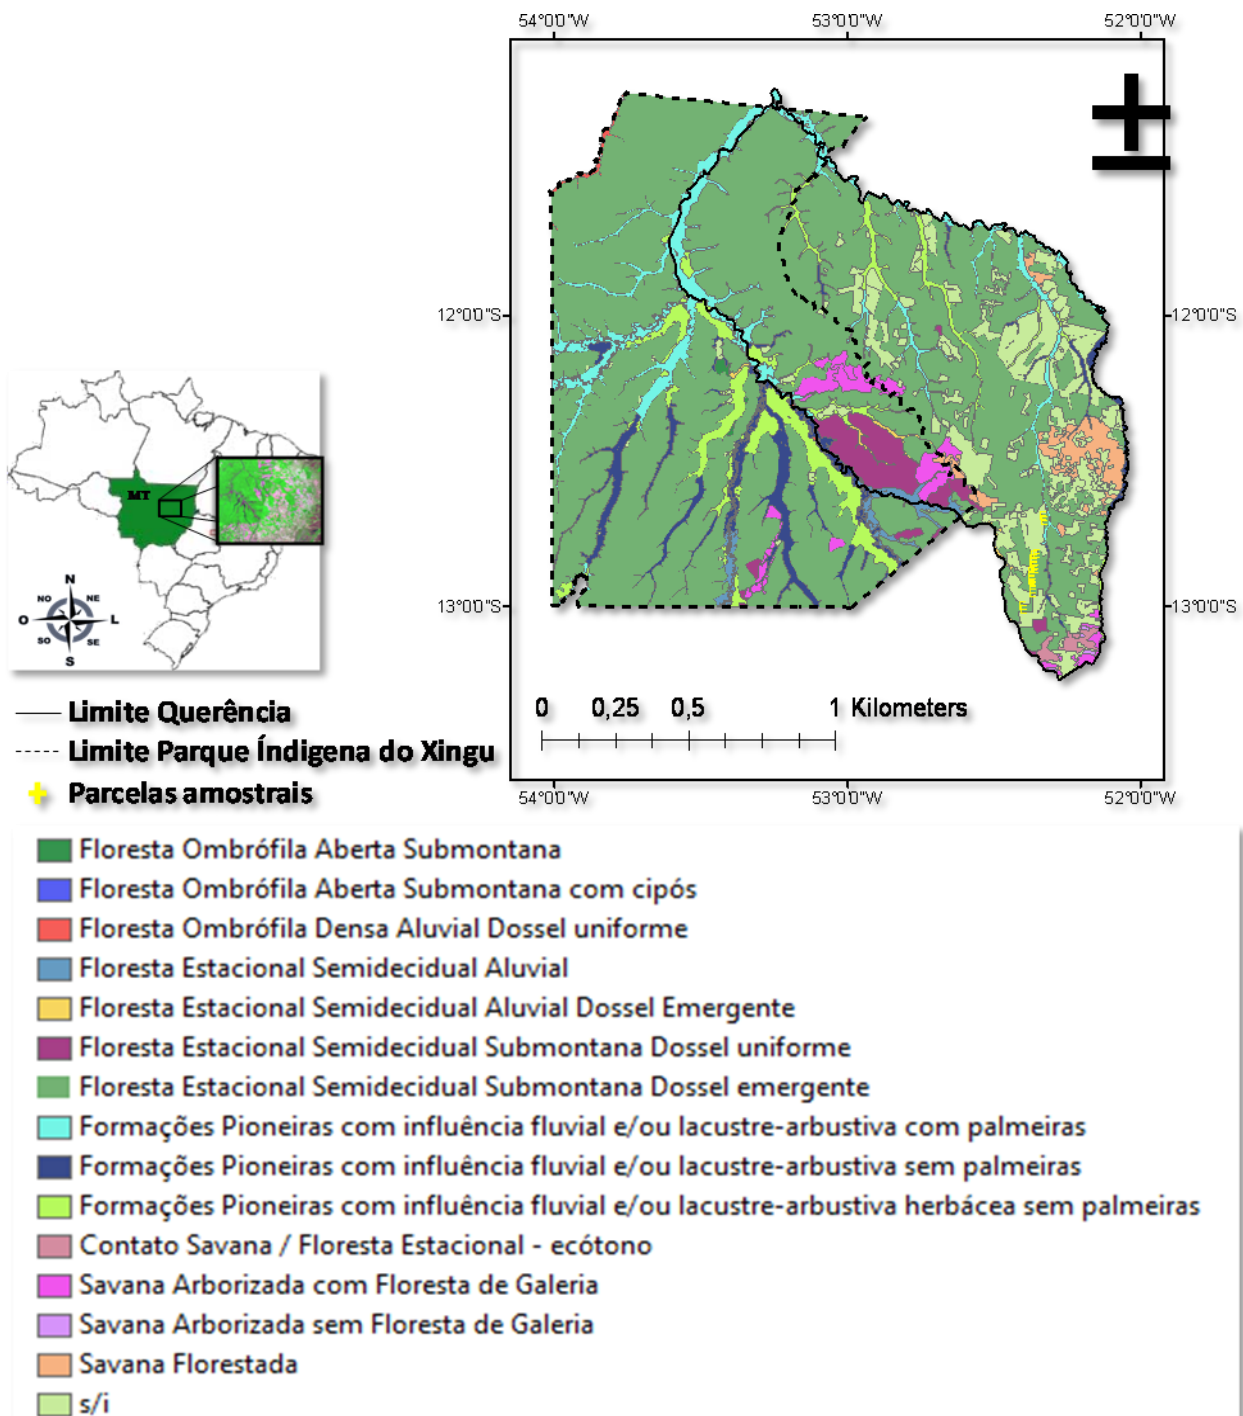 54°0'0"W 53°0'0"W 52°0'0"W
12°0'0"S 12°0'0"S
MT
N
NO NE
O L
SO SE
S
13°0'0"S 13°0'0"S
0 0,25 0,5 1 Kilometers
Limite Querência
Limite Parque Índigena do Xingu
Parcelas amostrais
54°0'0"W 53°0'0"W 52°0'0"W
Floresta Ombrófila Aberta Submontana
Floresta Ombrófila Aberta Submontana com cipós
Floresta Ombrófila Densa Aluvial Dossel uniforme
Floresta Estacional Semidecidual Aluvial
Floresta Estacional Semidecidual Aluvial Dossel Emergente
Floresta Estacional Semidecidual Submontana Dossel uniforme
Floresta Estacional Semidecidual Submontana Dossel emergente
Formações Pioneiras com influência fluvial e/ou lacustre-arbustiva com palmeiras
Formações Pioneiras com influência fluvial e/ou lacustre-arbustiva sem palmeiras
Formações Pioneiras com influência fluvial e/ou lacustre-arbustiva herbácea sem palmeiras
Contato Savana / Floresta Estacional - ecótono
Savana Arborizada com Floresta de Galeria
Savana Arborizada sem Floresta de Galeria
Savana Florestada
s/i